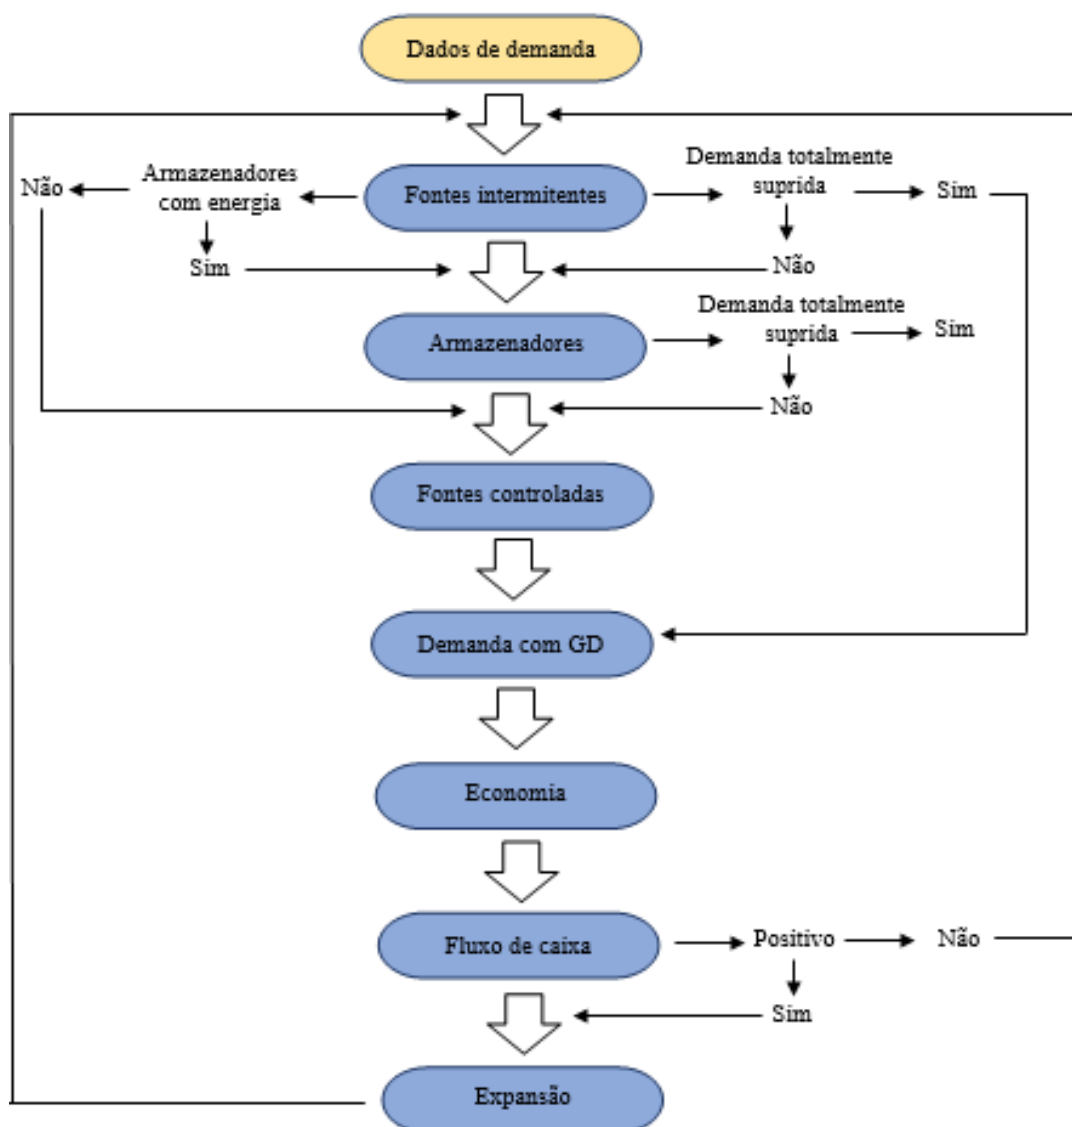 Dados de demanda
Demanda totalmente
suprida
Sim
Não
Armazenadores
com energia
Não
Sim
Fontes intermitentes
Demanda totalmente
suprida
Sim
Não
Armazenadores
Fontes controladas
Demanda com GD
Economia
Fluxo de caixa
Positivo
Não
Sim
Expansão